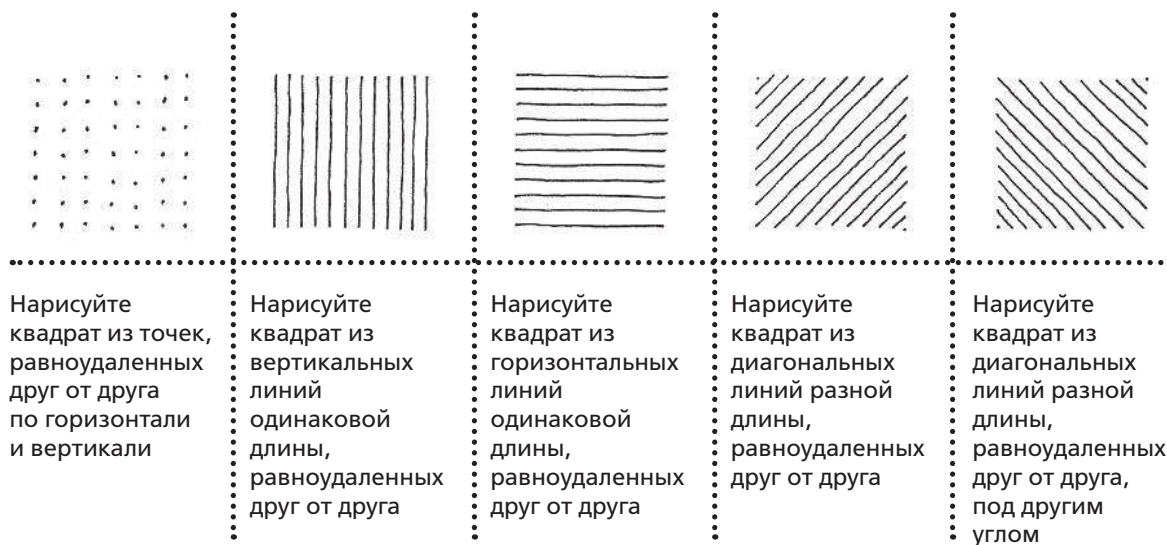 Нарисуйте
квадрат из точек,
равноудаленных
друг от друга
по горизонтали
и вертикали
Нарисуйте
квадрат из
вертикальных
линий
одинаковой
длины,
равноудаленных
друг от друга
Нарисуйте
квадрат из
горизонтальных
линий
одинаковой
длины,
равноудаленных
друг от друга
Нарисуйте
квадрат из
диагональных
линий разной
длины,
равноудаленных
друг от друга
Нарисуйте
квадрат из
диагональных
линий разной
длины,
равноудаленных
друг от друга,
под другим
углом